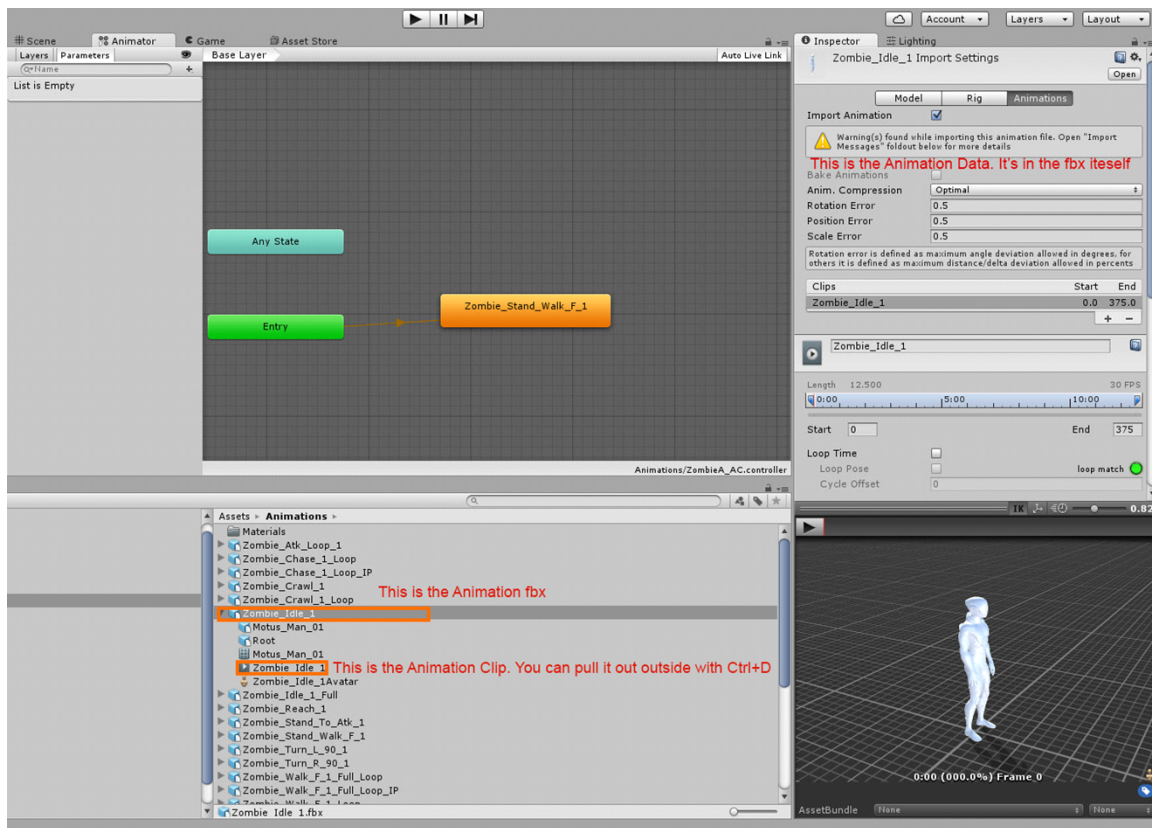 Account
Layers
Layout
Scene
Animator
Game
Asset Store
Inspector
Lighting
Layers
Parameters
Base Layer
Auto Live Link
Name
List is Empty
Any State
Entry
Zombie_Stand_Walk_F_1
Animations/ZombieA_AC.controller
Zombie_Idle_1 Import Settings
Open
Model
Rig
Animations
Import Animation
Warning(s) found while importing this animation file. Open "Import
Messages" foldout below for more details
This is the Animation Data. It's in the fbx iteself
Bake Animations
Anim. Compression
Optimal
Rotation Error
0.5
Position Error
0.5
Scale Error
0.5
Rotation error is defined as maximum angle deviation allowed in degrees, for
others it is defined as maximum distance/delta deviation allowed in percents
Clips Start End
Zombie_Idle_1 0.0 375.0
+ -
Zombie_Idle_1
Length 12.500 30 FPS
0:00 5:00 10:00
Start 0 End 375
Loop Time
Loop Pose
loop match
Cycle Offset
0
IK
0.82
0:00 (000.0%) Frame 0
AssetBundle
None
None
Assets
Animations
Materials
Zombie_Atk_Loop_1
Zombie_Chase_1_Loop
Zombie_Chase_1_Loop_IP
Zombie_Crawl_1
Zombie_Crawl_1_Loop
This is the Animation fbx
Zombie_Idle_1
Motus_Man_01
Root
Motus_Man_01
Zombie_Idle_1
This is the Animation Clip. You can pull it out outside with Ctrl+D
Zombie_Idle_1Avatar
Zombie_Idle_1_Full
Zombie_Reach_1
Zombie_Stand_To_Atk_1
Zombie_Stand_Walk_F_1
Zombie_Turn_L_90_1
Zombie_Turn_R_90_1
Zombie_Walk_F_1_Full_Loop
Zombie_Walk_F_1_Full_Loop_IP
Zombie_Walk_F_1_Loop
Zombie_Idle_1.fbx